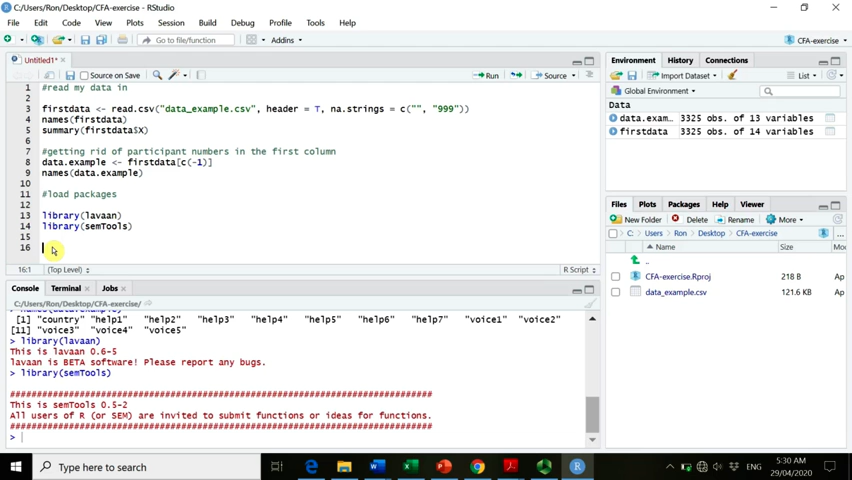 C:/Users/Ron/Desktop/CFA-exercise - RStudio
File Edit Code View Plots Session Build Debug Profile Tools Help
Go to file/function Addins CFA-exercise
Untitled1*
Source on Save Run Source
1 #read my data in
2
3 firstdata <- read.csv("data_example.csv", header = T, na.strings = c("", "999"))
4 names(firstdata)
5 summary(firstdata$X)
6
7 #getting rid of participant numbers in the first column
8 data.example <- firstdata[c(-1)]
9 names(data.example)
10
11 #load packages
12
13 library(lavaan)
14 library(semTools)
15
16
16:1 (Top Level) R Script
Console Terminal Jobs
C:/Users/Ron/Desktop/CFA-exercise/
names(data.example)
[1] "country" "help1" "help2" "help3" "help4" "help5" "help6" "help7" "voice1" "voice2"
[11] "voice3" "voice4" "voice5"
> library(lavaan)
This is lavaan 0.6-5
lavaan is BETA software! Please report any bugs.
> library(semTools)
################################################################################
This is semTools 0.5-2
All users of R (or SEM) are invited to submit functions or ideas for functions.
################################################################################
>
Environment History Connections
Import Dataset List
Global Environment
Data
data.exam… 3325 obs. of 13 variables
firstdata 3325 obs. of 14 variables
Files Plots Packages Help Viewer
New Folder Delete Rename More
C: Users Ron Desktop CFA-exercise ...
Name Size Mo
..
CFA-exercise.Rproj 218 B Ap
data_example.csv 121.6 KB Ap
Type here to search
ENG
5:30 AM
29/04/2020